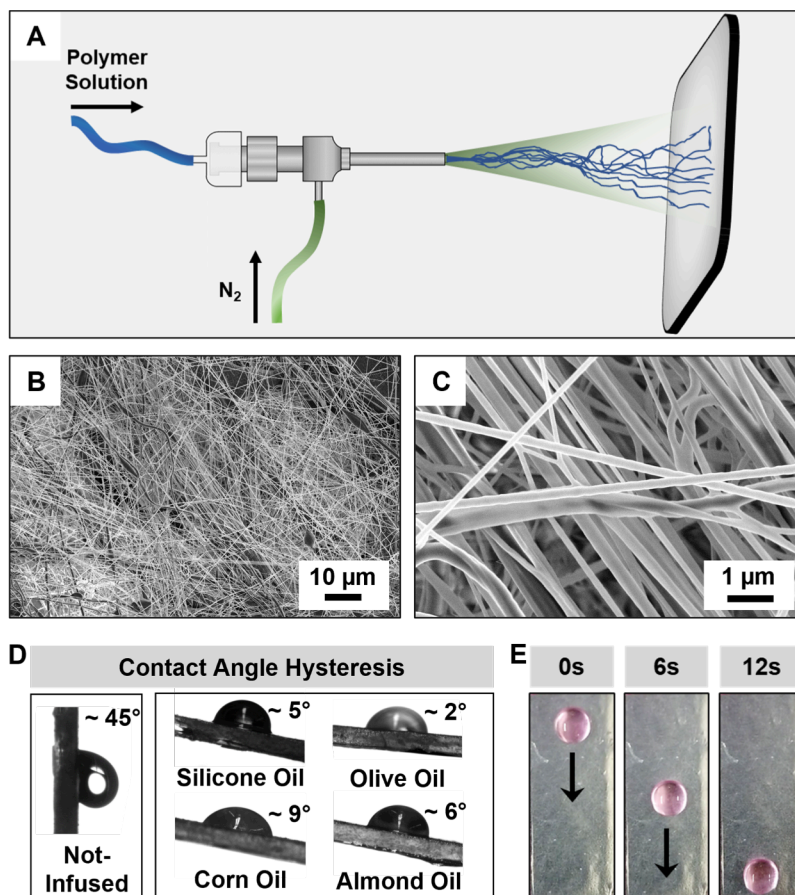 A
Polymer
Solution
N₂
B
10 µm
C
1 µm
D
Contact Angle Hysteresis
~ 45°
Not-
Infused
~ 5°
Silicone Oil
~ 2°
Olive Oil
~ 9°
Corn Oil
~ 6°
Almond Oil
E
0s
6s
12s